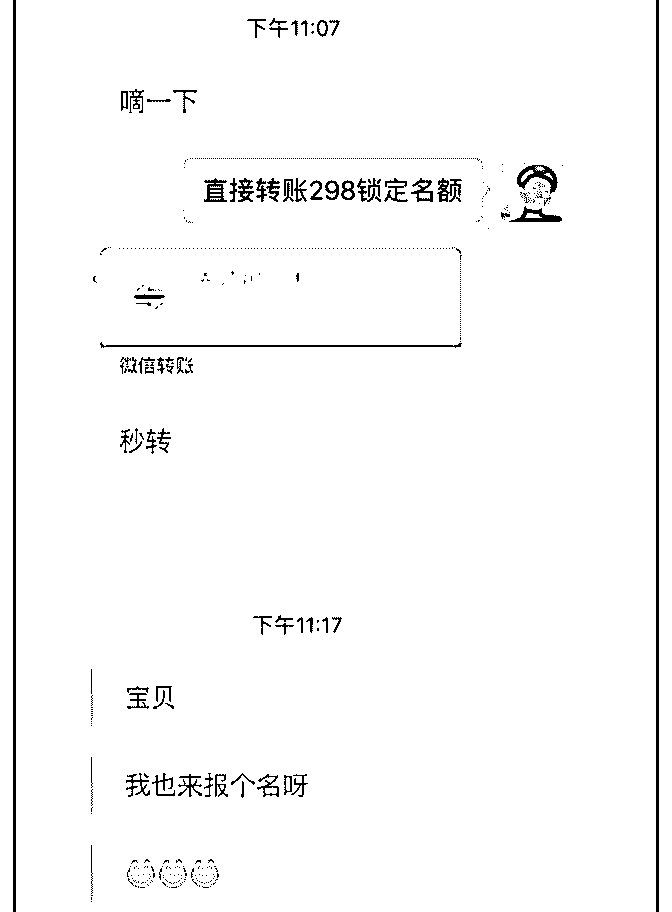 下午11:07
嘀一下
直接转账298锁定名额
微信转账
秒转
下午11:17
宝贝
我也来报个名呀